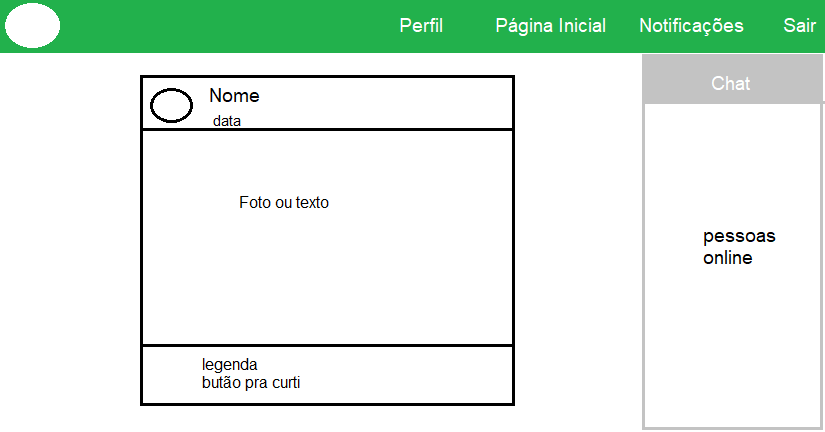 Perfil Página Inicial Notificações Sair
Chat
Nome
data
Foto ou texto
pessoas
online
legenda
butão pra curti